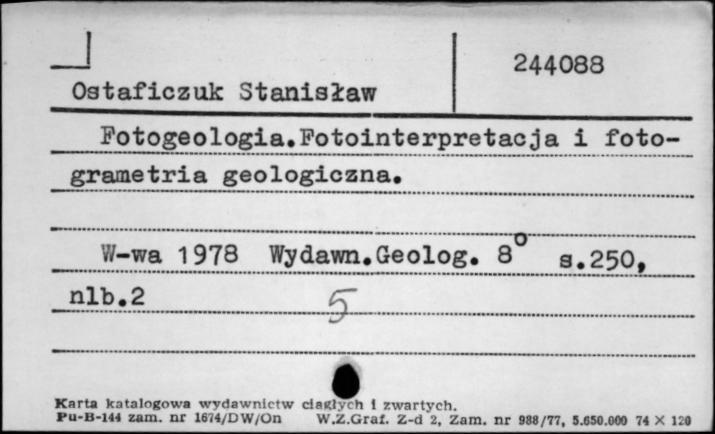 244088
Ostaficzuk Stanisław
Fotogeologia.Fotointerpretacja i foto-
grametria geologiczna.
W-wa 1978 Wydawn.Geolog. 8° s.250,
nlb.2
5
Karta katalogowa wydawnictw ciągłych i zwartych.
Pu-B-144 zam. nr 1674/DW/On W.Z.Graf. Z-d 2, Zam. nr 988/77, 5.650.000 74 X 120